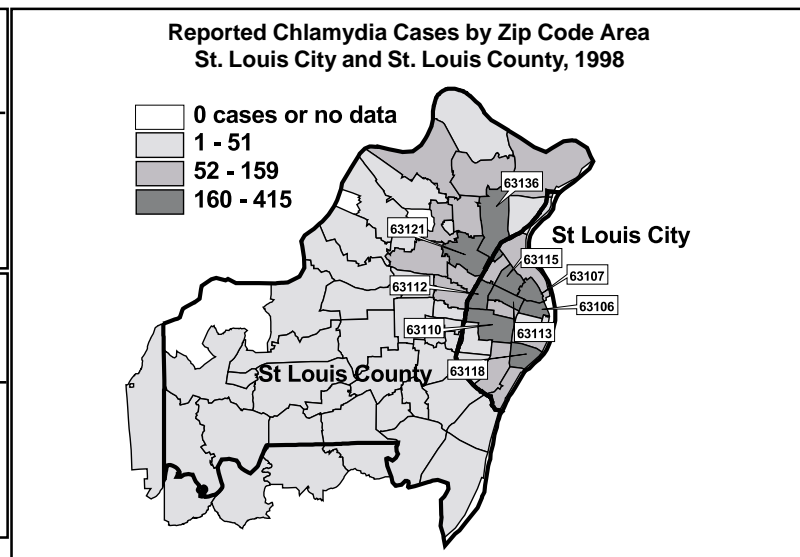 Reported Chlamydia Cases by Zip Code Area
St. Louis City and St. Louis County, 1998
0 cases or no data
1 - 51
52 - 159
160 - 415
63136
63121
St Louis City
63115
63107
63112
63106
63110
63113
63118
St Louis County